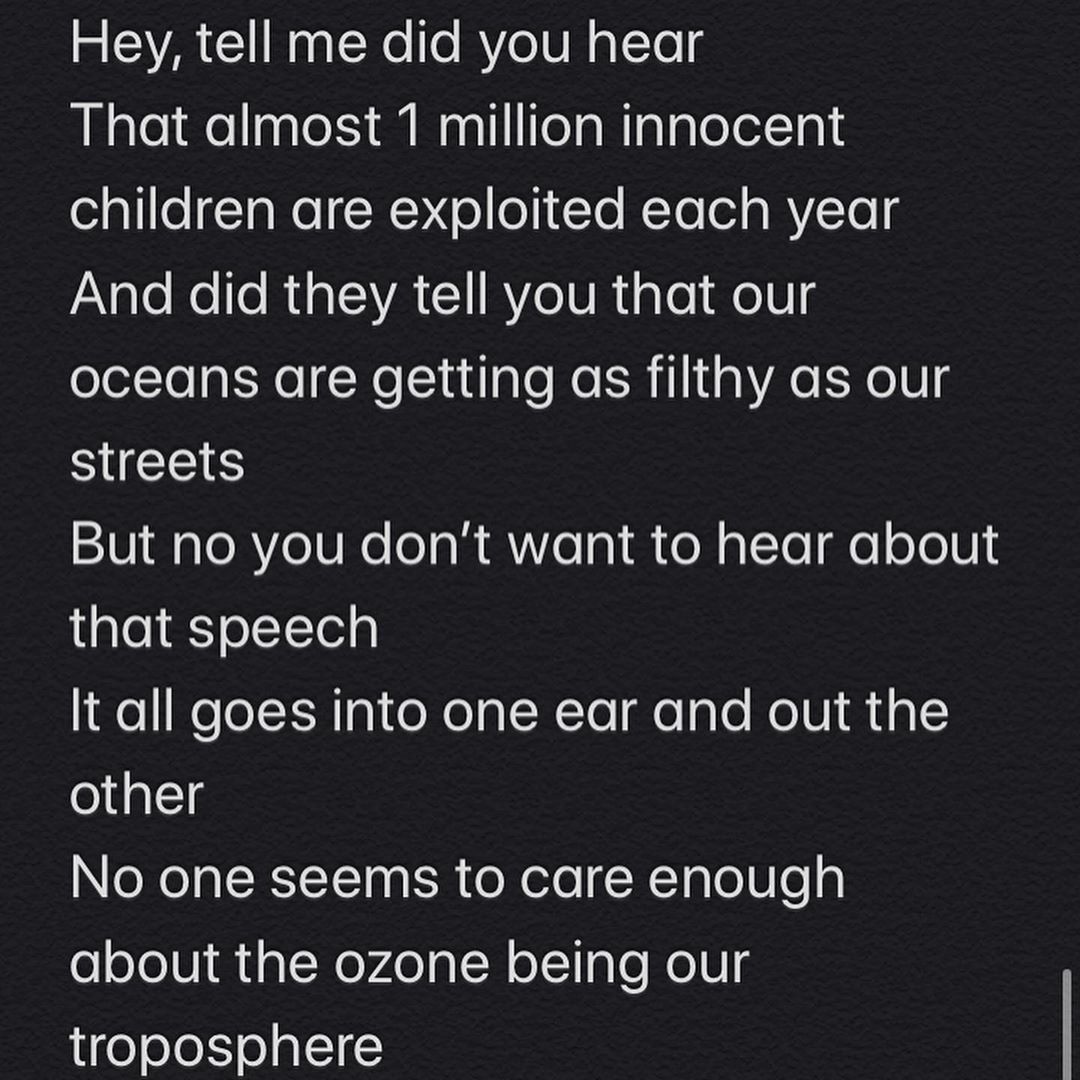 Hey, tell me did you hear
That almost 1 million innocent
children are exploited each year
And did they tell you that our
oceans are getting as filthy as our
streets
But no you don’t want to hear about
that speech
It all goes into one ear and out the
other
No one seems to care enough
about the ozone being our
troposphere